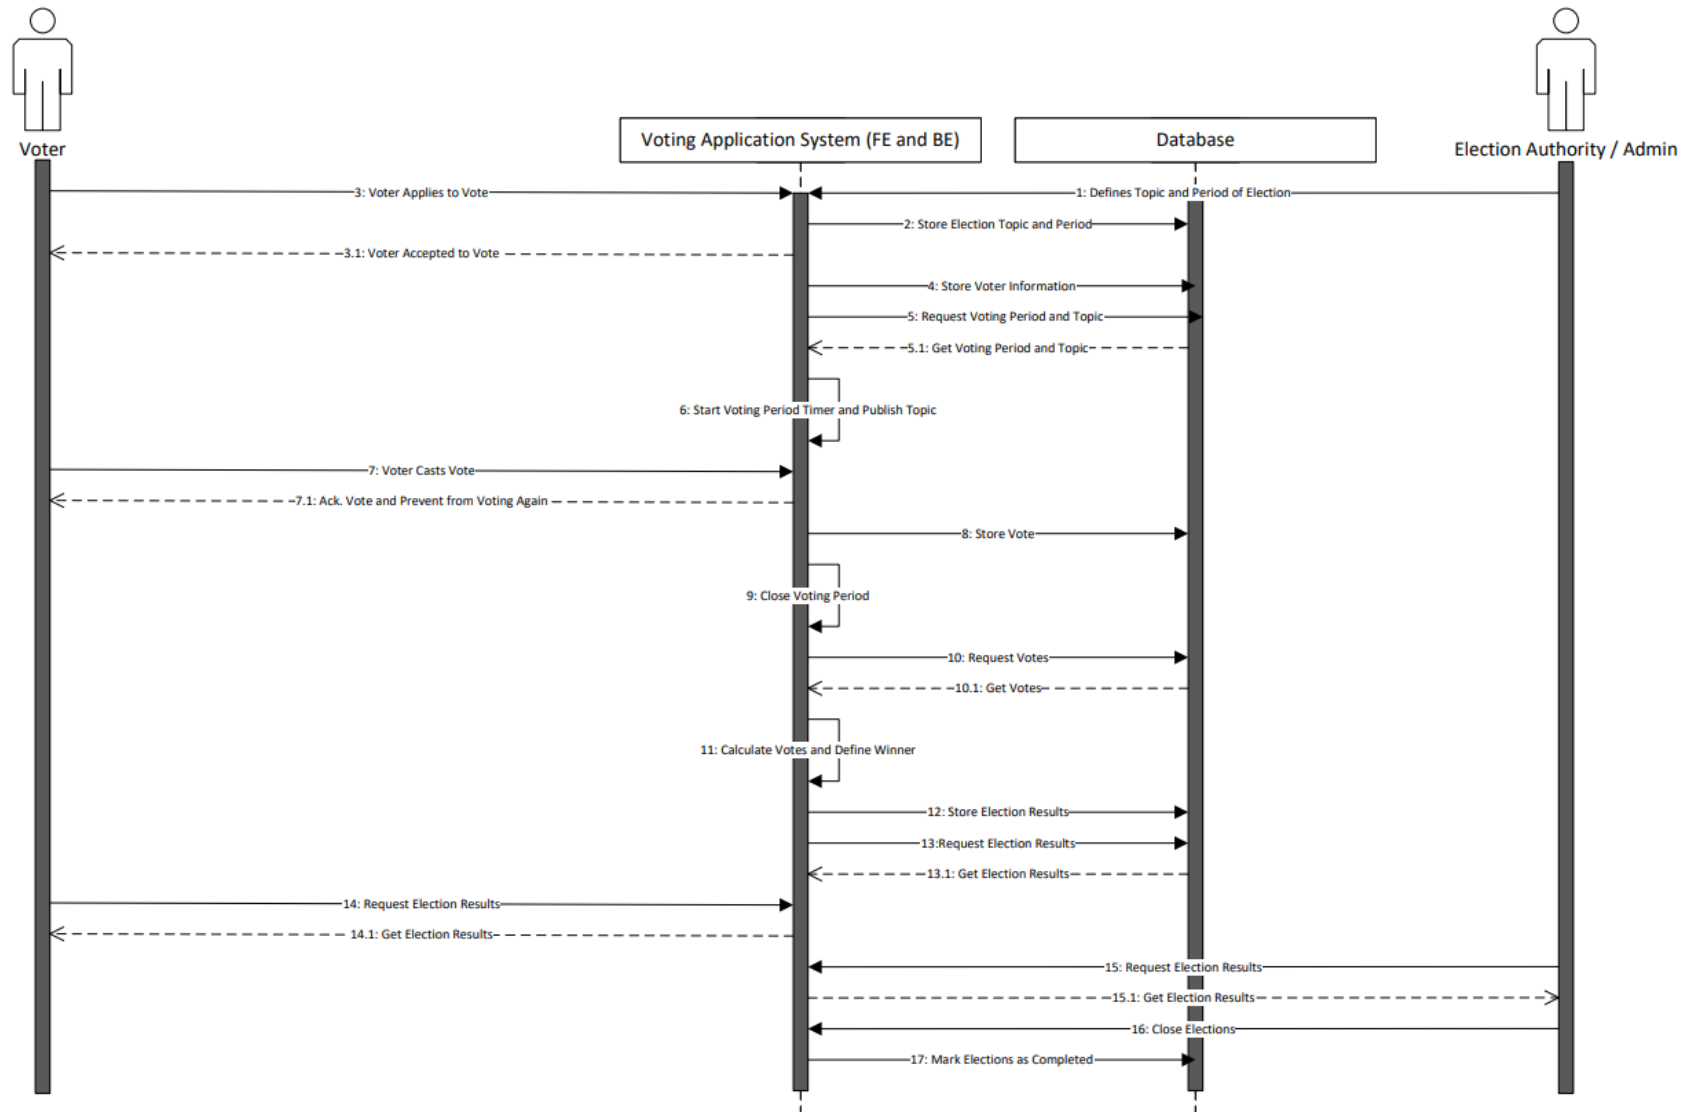 Voter
Voting Application System (FE and BE)
Database
Election Authority / Admin
3: Voter Applies to Vote
1: Defines Topic and Period of Election
2: Store Election Topic and Period
3.1: Voter Accepted to Vote
4: Store Voter Information
5: Request Voting Period and Topic
5.1: Get Voting Period and Topic
6: Start Voting Period Timer and Publish Topic
7: Voter Casts Vote
7.1: Ack. Vote and Prevent from Voting Again
8: Store Vote
9: Close Voting Period
10: Request Votes
10.1: Get Votes
11: Calculate Votes and Define Winner
12: Store Election Results
13:Request Election Results
13.1: Get Election Results
14: Request Election Results
14.1: Get Election Results
15: Request Election Results
15.1: Get Election Results
16: Close Elections
17: Mark Elections as Completed